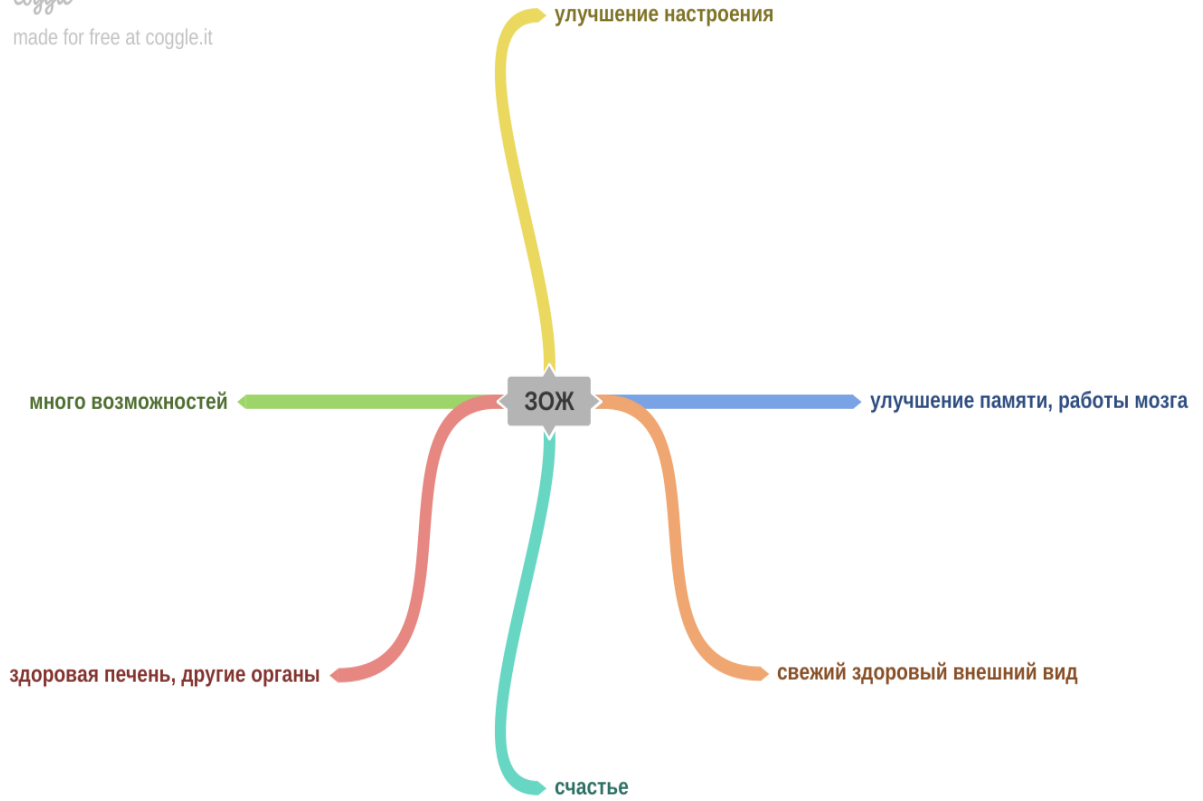 made for free at coggle.it
улучшение настроения
много возможностей
ЗОЖ
улучшение памяти, работы мозга
здоровая печень, другие органы
свежий здоровый внешний вид
счастье